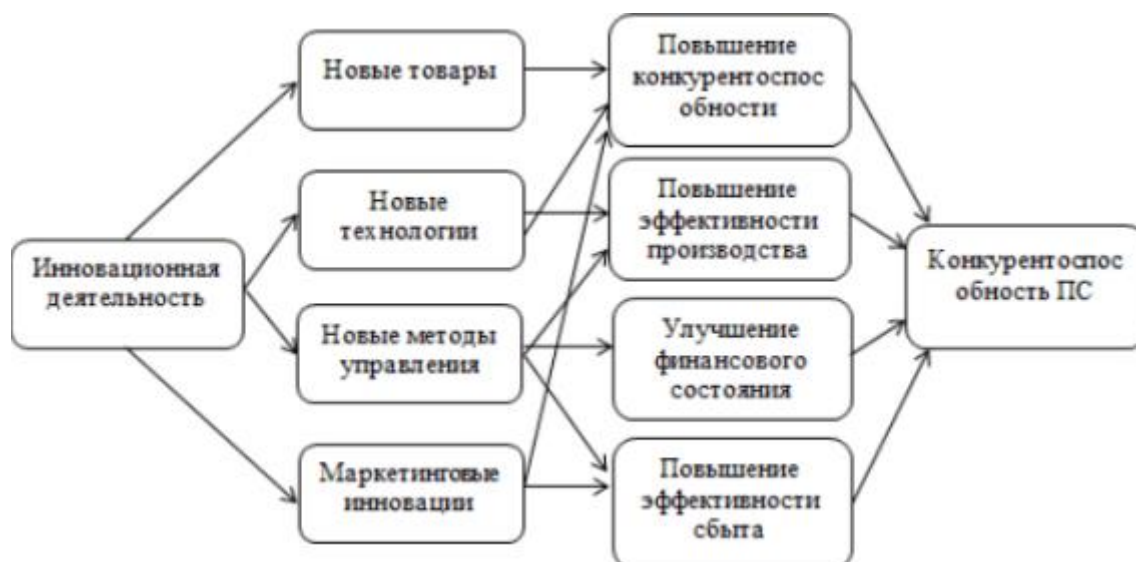 Новые товары
Повышение
конкурентоспос
обности
Новые
технологии
Повышение
эффективности
производства
Инновационная
деятельность
Конкурентоспос
обность ПС
Новые методы
управления
Улучшение
финансового
состояния
Маркетинговые
инновации
Повышение
эффективности
сбыта